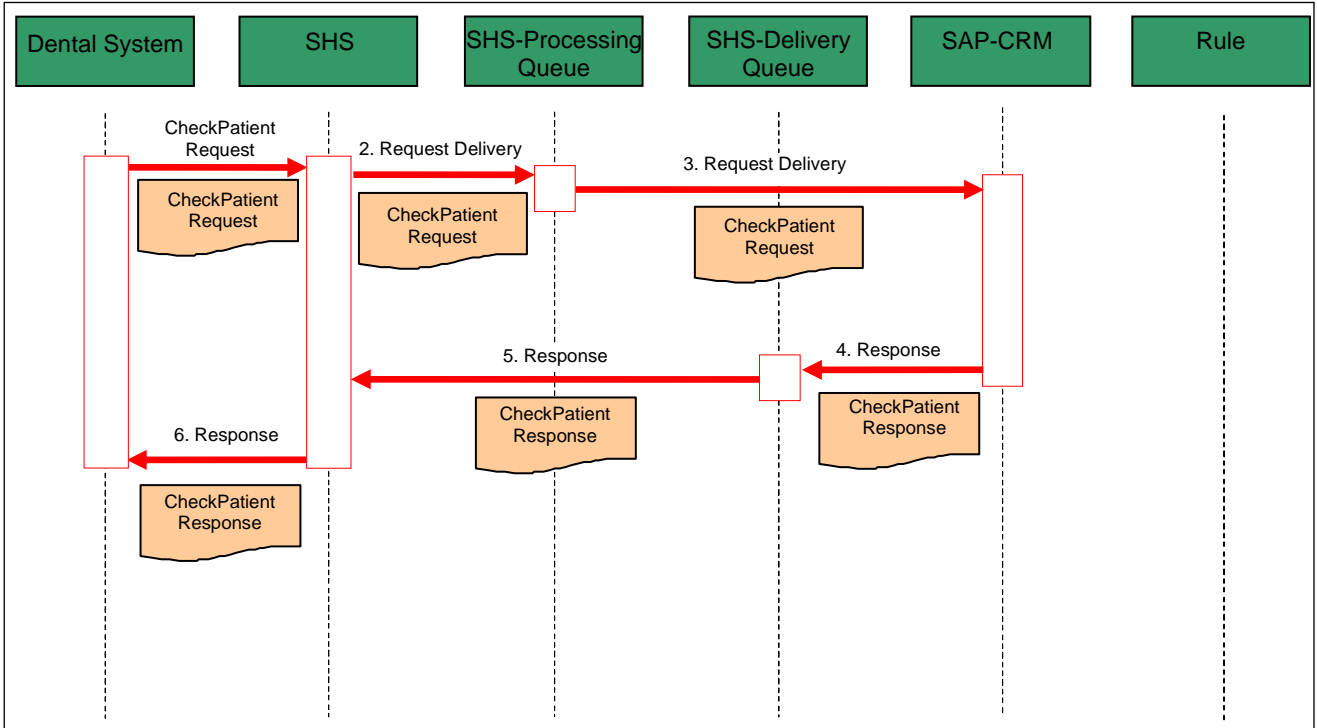 Dental System
SHS
SHS-Processing
Queue
SHS-Delivery
Queue
SAP-CRM
Rule
CheckPatient
Request
2. Request Delivery
3. Request Delivery
CheckPatient
Request
CheckPatient
Request
CheckPatient
Request
5. Response
4. Response
CheckPatient
Response
CheckPatient
Response
6. Response
CheckPatient
Response